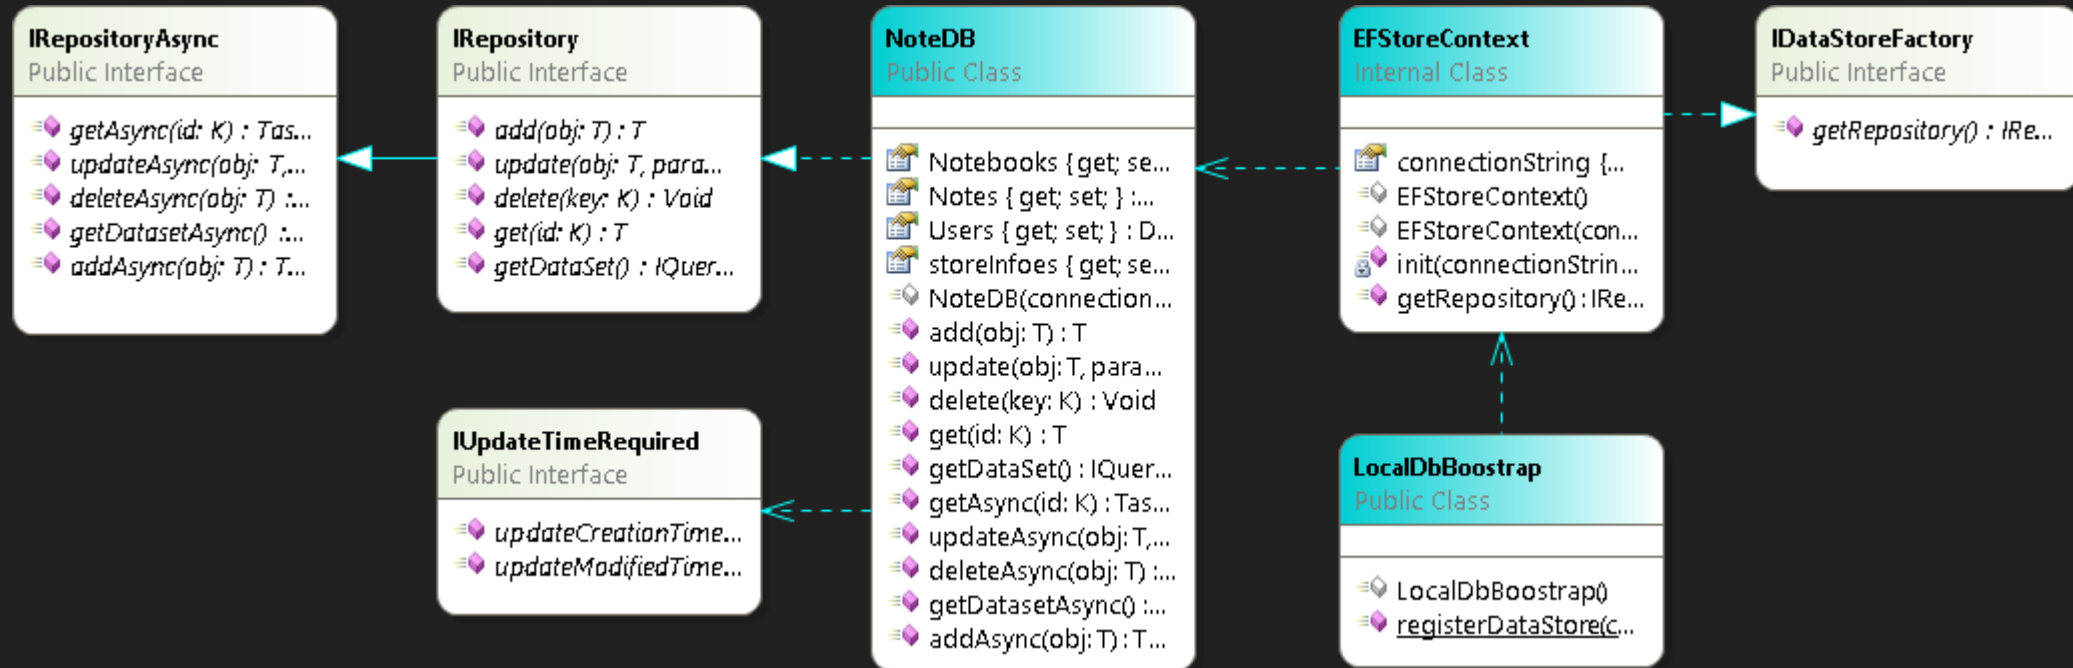 IRepositoryAsync
Public Interface
getAsync(id: K) : Tas...
updateAsync(obj: T,...
deleteAsync(obj: T) :...
getDatasetAsync() :...
addAsync(obj: T) : T...
IRepository
Public Interface
add(obj: T) : T
update(obj: T, para...
delete(key: K) : Void
get(id: K) : T
getDataSet() : IQuer...
IUpdateTimeRequired
Public Interface
updateCreationTime...
updateModifiedTime...
NoteDB
Public Class
Notebooks { get; se...
Notes { get; set; } :...
Users { get; set; } : D...
storeInfoes { get; se...
NoteDB(connection...
add(obj: T) : T
update(obj: T, para...
delete(key: K) : Void
get(id: K) : T
getDataSet() : IQuer...
getAsync(id: K) : Tas...
updateAsync(obj: T,...
deleteAsync(obj: T) :...
getDatasetAsync() :...
addAsync(obj: T) : T...
EFStoreContext
Internal Class
connectionString {...
EFStoreContext()
EFStoreContext(con...
init(connectionStrin...
getRepository() : IRe...
LocalDbBoostrap
Public Class
LocalDbBoostrap()
registerDataStore(c...
IDataStoreFactory
Public Interface
getRepository() : IRe...